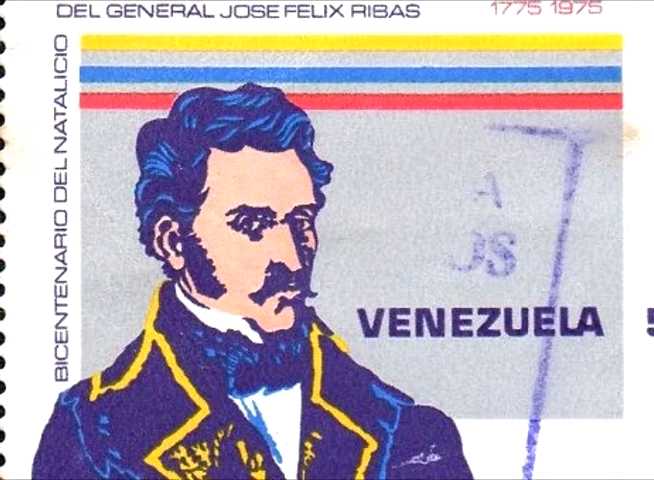 BICENTENARIO DEL NATALICIO
DEL GENERAL JOSE FELIX RIBAS
1775 1975
VENEZUELA